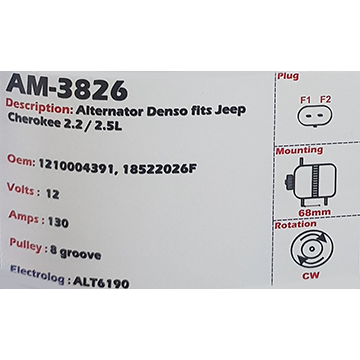 AM-3826
Description: Alternator Denso fits Jeep
Cherokee 2.2 / 2.5L
Oem: 1210004391, 18522026F
Volts : 12
Amps : 130
Pulley : 8 groove
Electrolog : ALT6190
Plug
F1 F2
Mounting
68mm
Rotation
CW